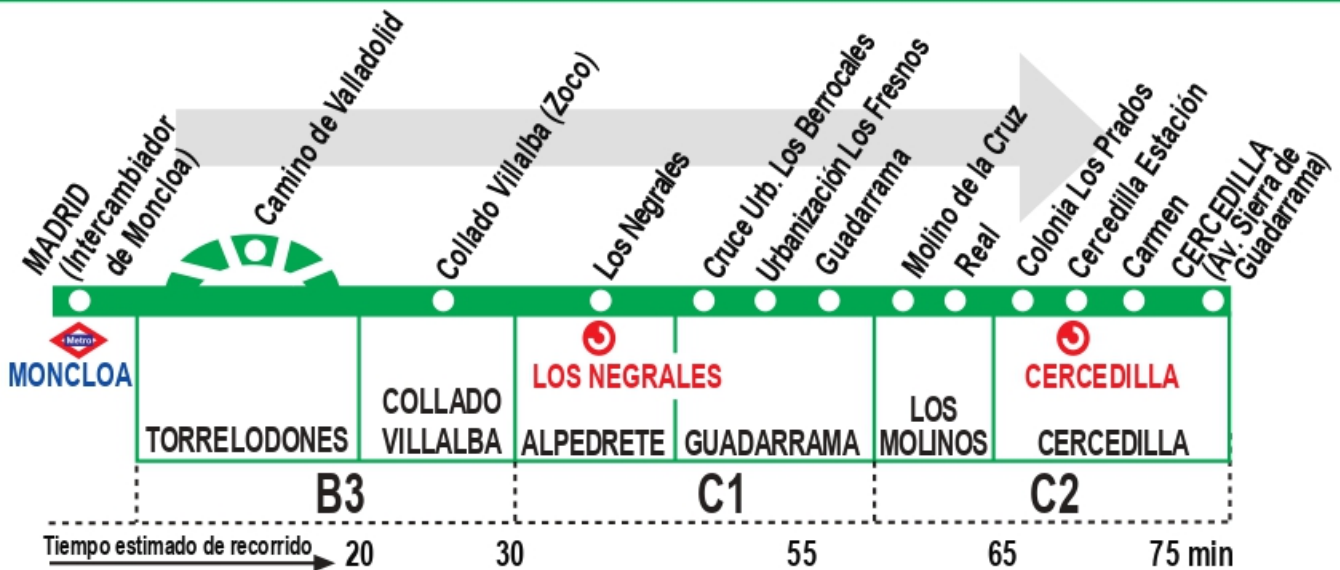 MADRID
(Intercambiador
de Moncloa)
Camino de Valladolid
Collado Villalba (Zoco)
Los Negrales
Cruce Urb. Los Berrocales
Urbanización Los Fresnos
Guadarrama
Molino de la Cruz
Real
Colonia Los Prados
Cercedilla Estación
Carmen
CERCEDILLA
(Av. Sierra de
Guadarrama)
Metro
MONCLOA
LOS NEGRALES
CERCEDILLA
TORRELODONES
COLLADO
VILLALBA
ALPEDRETE
GUADARRAMA
LOS
MOLINOS
CERCEDILLA
B3
C1
C2
Tiempo estimado de recorrido 20 30 55 65 75 min